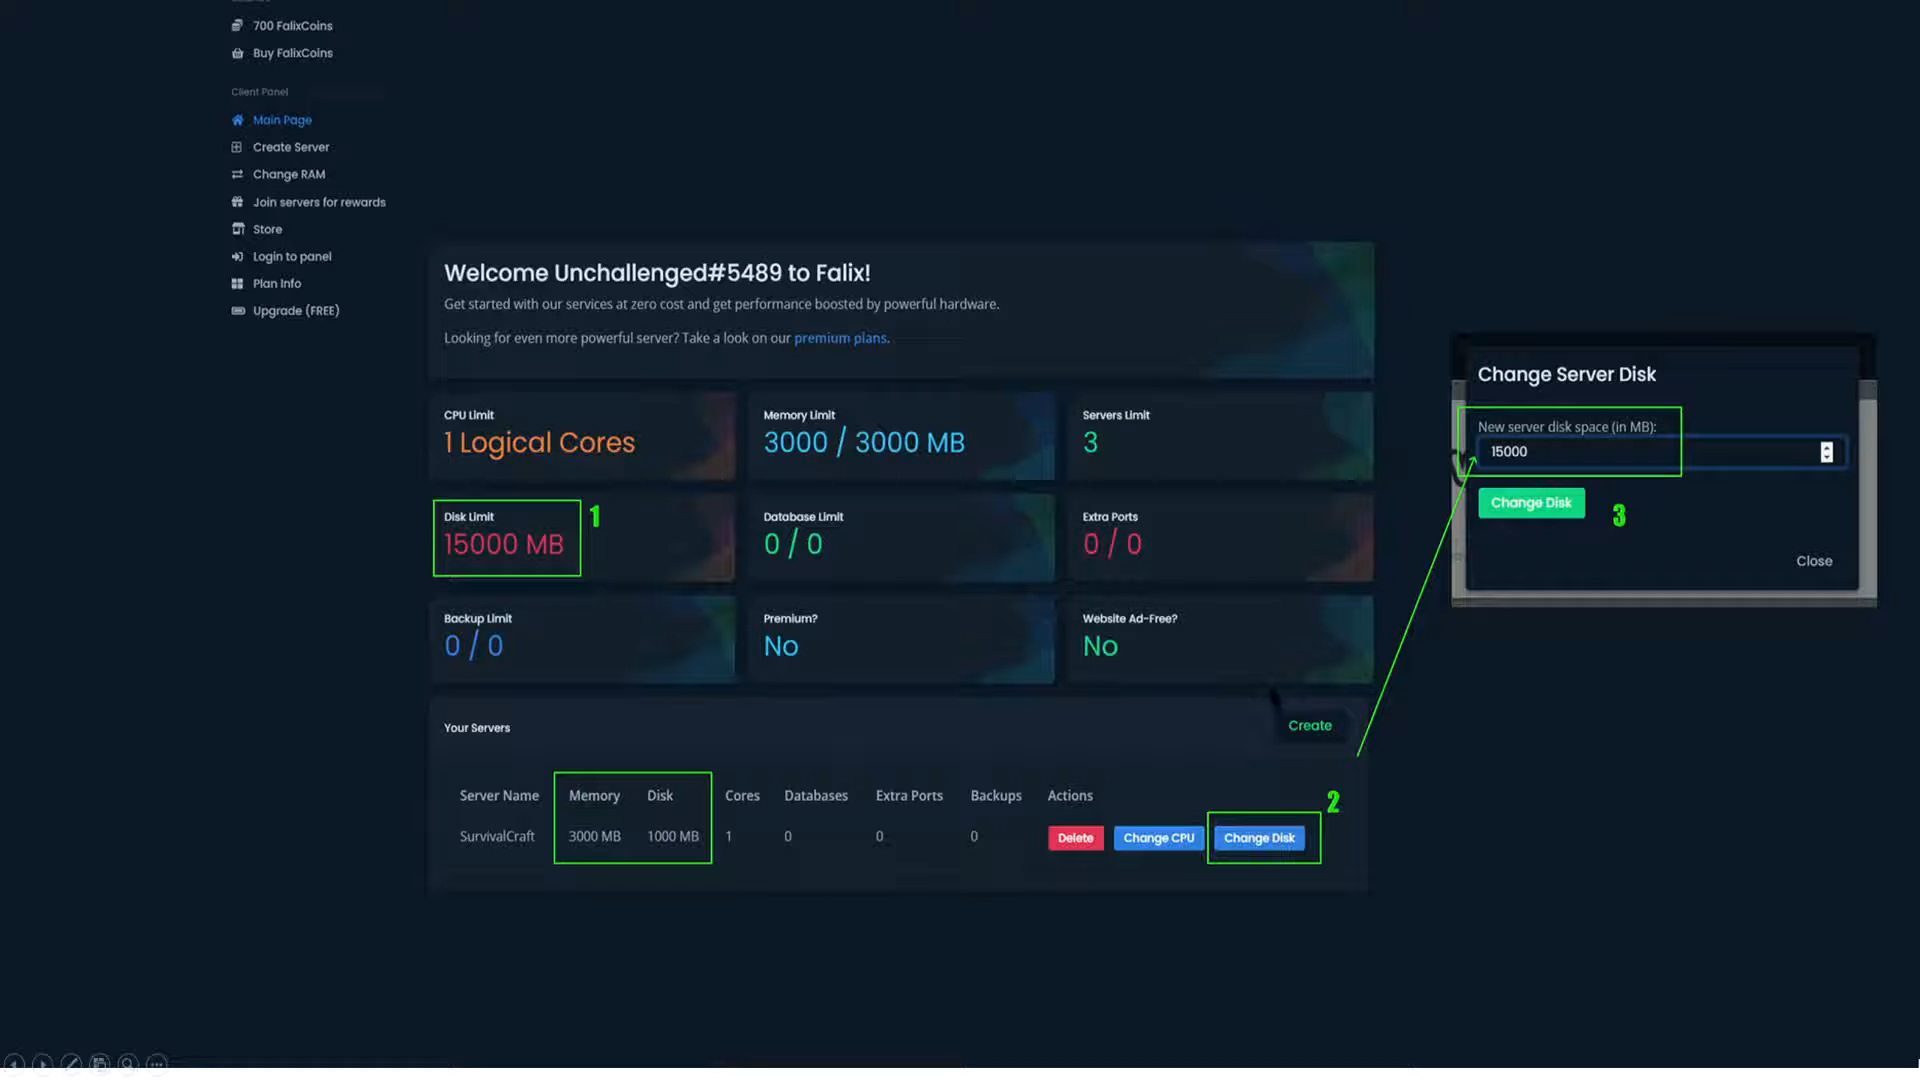 700 FalixCoins
Buy FalixCoins
Client Panel
Main Page
Create Server
Change RAM
Join servers for rewards
Store
Login to panel
Plan Info
Upgrade (FREE)
Welcome Unchallenged#5489 to Falix!
Get started with our services at zero cost and get performance boosted by powerful hardware.
Looking for even more powerful server? Take a look on our premium plans.
CPU Limit
1 Logical Cores
Memory Limit
3000 / 3000 MB
Servers Limit
3
Disk Limit
15000 MB
1
Database Limit
0 / 0
Extra Ports
0 / 0
Backup Limit
0 / 0
Premium?
No
Website Ad-Free?
No
Your Servers
Create
Server Name Memory Disk Cores Databases Extra Ports Backups Actions
SurvivalCraft 3000 MB 1000 MB 1 0 0 0 Delete Change CPU Change Disk
2
Change Server Disk
New server disk space (in MB):
15000
Change Disk
3
Close